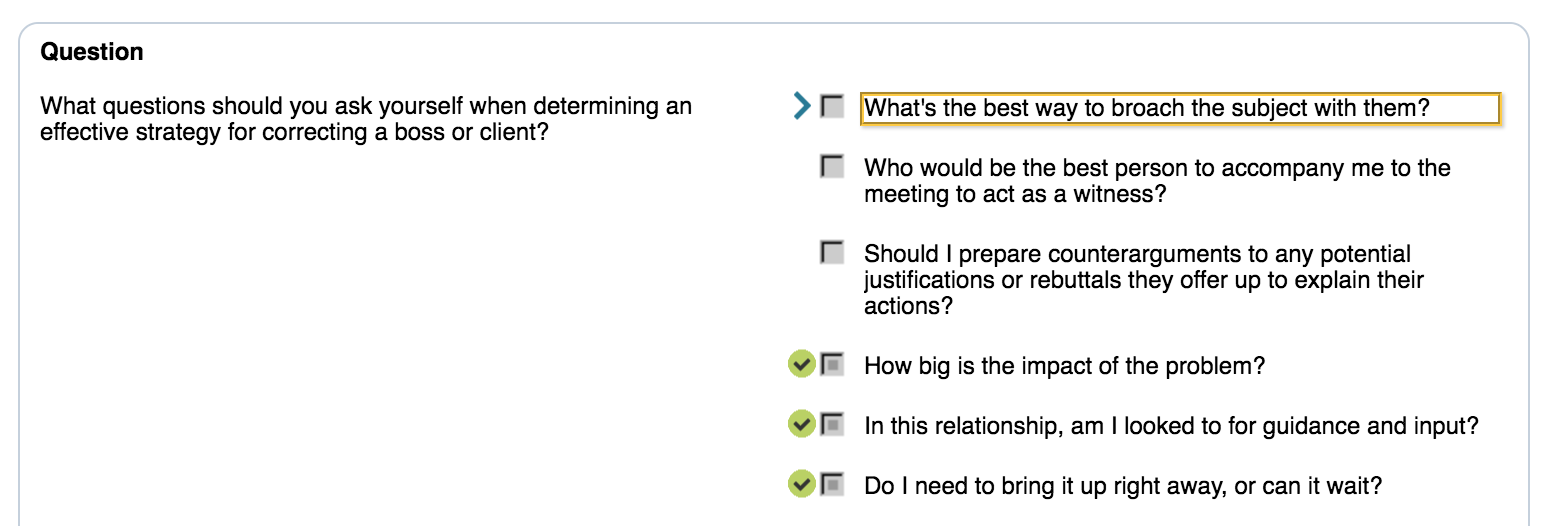 Question
What questions should you ask yourself when determining an
effective strategy for correcting a boss or client?
What's the best way to broach the subject with them?
Who would be the best person to accompany me to the
meeting to act as a witness?
Should I prepare counterarguments to any potential
justifications or rebuttals they offer up to explain their
actions?
How big is the impact of the problem?
In this relationship, am I looked to for guidance and input?
Do I need to bring it up right away, or can it wait?